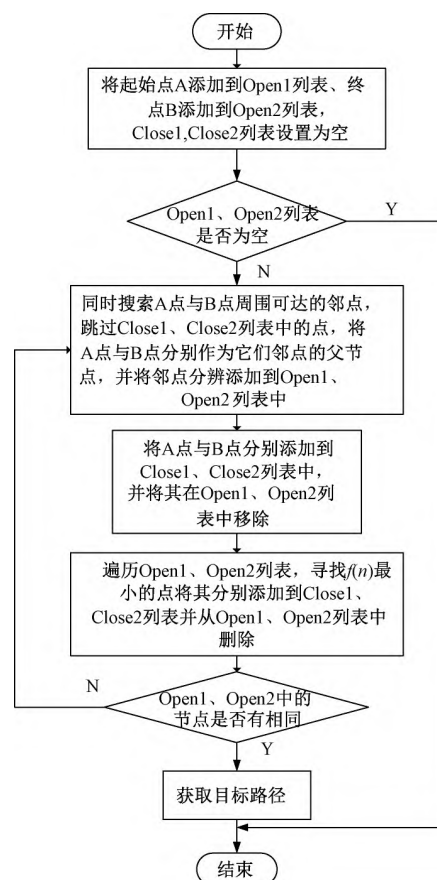 开始
将起始点A添加到Open1列表、终
点B添加到Open2列表，
Close1,Close2列表设置为空
Open1、Open2列表
是否为空
Y
N
同时搜索A点与B点周围可达的邻点，
跳过Close1、Close2列表中的点，将
A点与B点分别作为它们邻点的父节
点，并将邻点分辨添加到Open1、
Open2列表中
将A点与B点分别添加到
Close1、Close2列表中，
并将其在Open1、Open2列
表中移除
遍历Open1、Open2列表，寻找f(n)最
小的点将其分别添加到Close1、
Close2列表并从Open1、Open2列表中
删除
N
Open1、Open2中的
节点是否有相同
Y
获取目标路径
结束